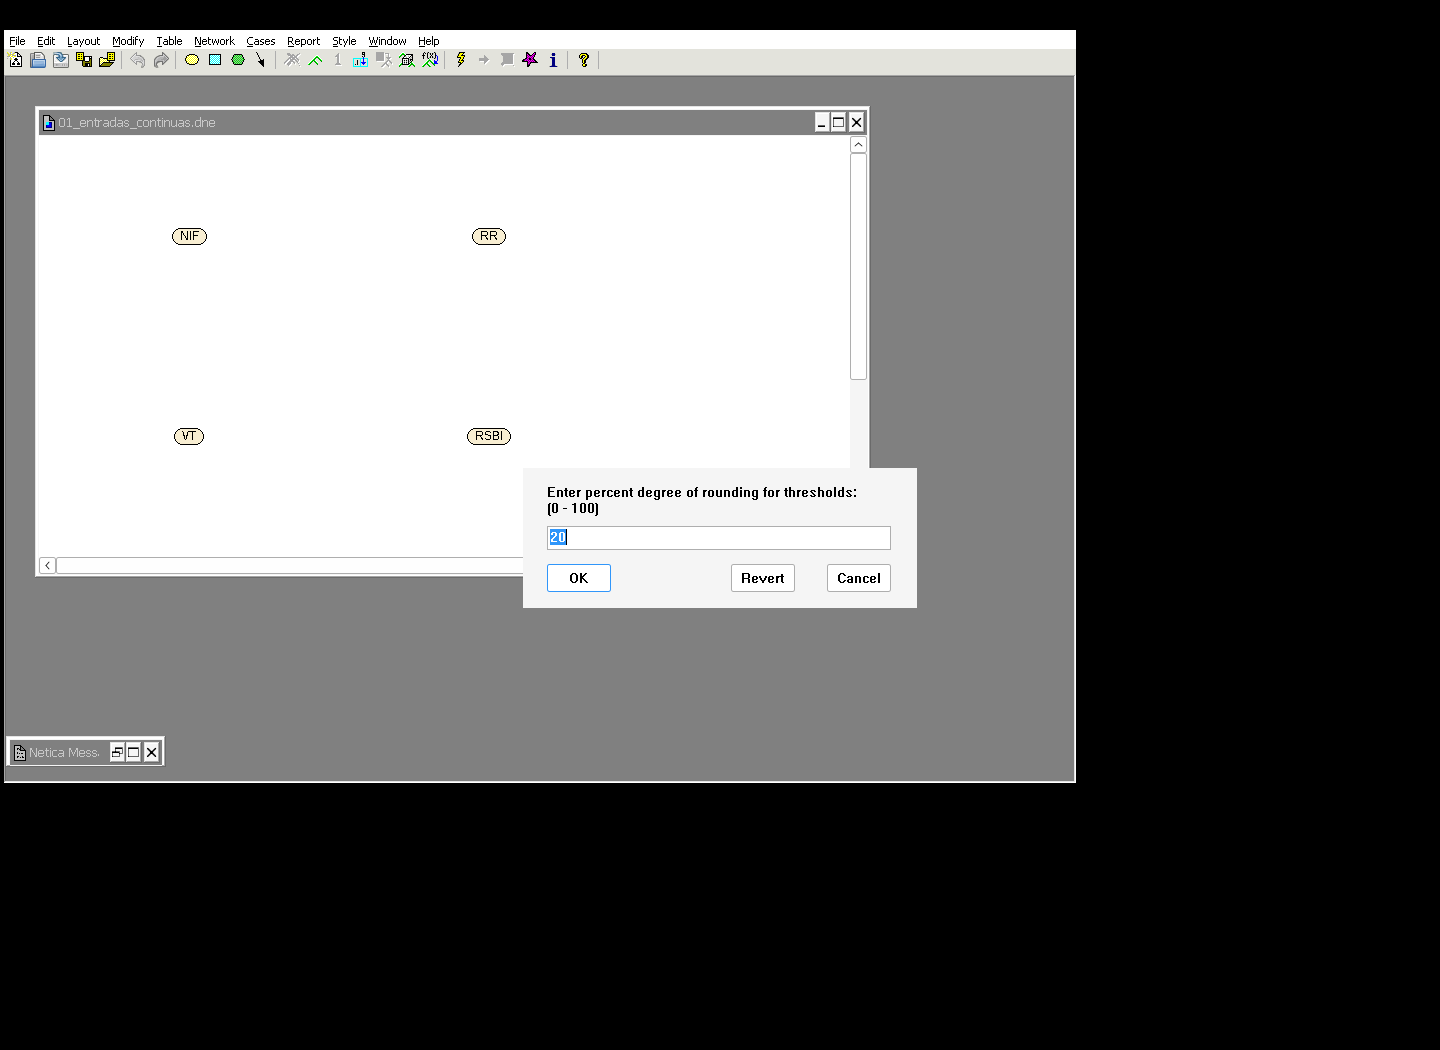 File Edit Layout Modify Table Network Cases Report Style Window Help
1 f(x) i ?
01_entradas_continuas.dne
NIF RR
VT RSBI
Enter percent degree of rounding for thresholds:
(0 - 100)
20
OK Revert Cancel
Netica Mess